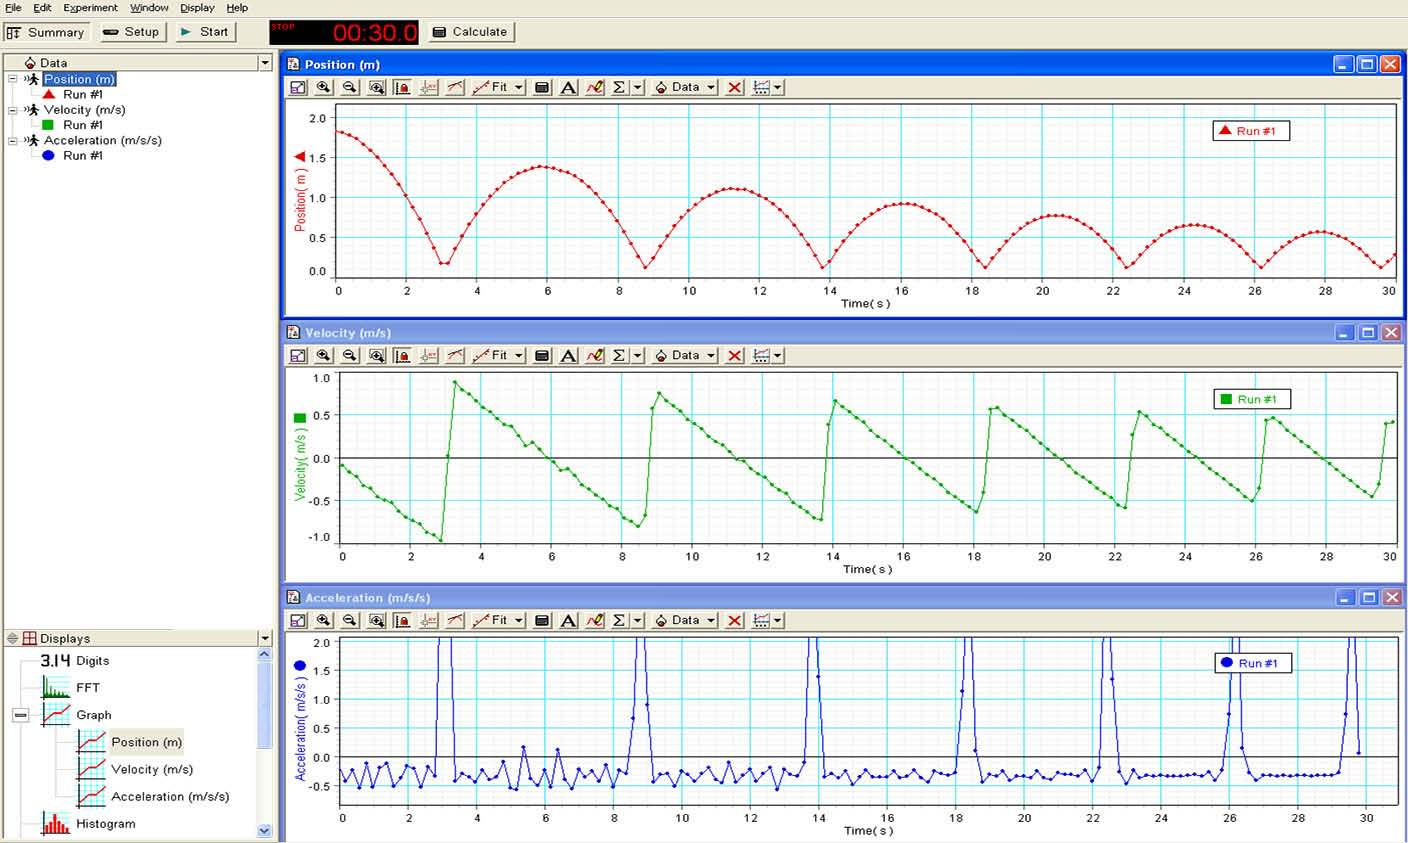 File Edit Experiment Window Display Help
Summary Setup Start STOP 00:30.0 Calculate
Data
Position (m)
Run #1
Velocity (m/s)
Run #1
Acceleration (m/s/s)
Run #1
Displays
3.14 Digits
FFT
Graph
Position (m)
Velocity (m/s)
Acceleration (m/s/s)
Histogram
Position (m)
A Fit Σ Data
2.0
1.5
1.0
0.5
0.0
Position( m )
Run #1
0 2 4 6 8 10 12 14 16 18 20 22 24 26 28 30
Time( s )
Velocity (m/s)
Fit A Σ Data
1.0
0.5
0.0
-0.5
-1.0
Velocity( m/s )
Run #1
0 2 4 6 8 10 12 14 16 18 20 22 24 26 28 30
Time( s )
Acceleration (m/s/s)
Fit A Σ Data
2.0
1.5
1.0
0.5
0.0
-0.5
Acceleration( m/s/s )
Run #1
0 2 4 6 8 10 12 14 16 18 20 22 24 26 28 30
Time( s )